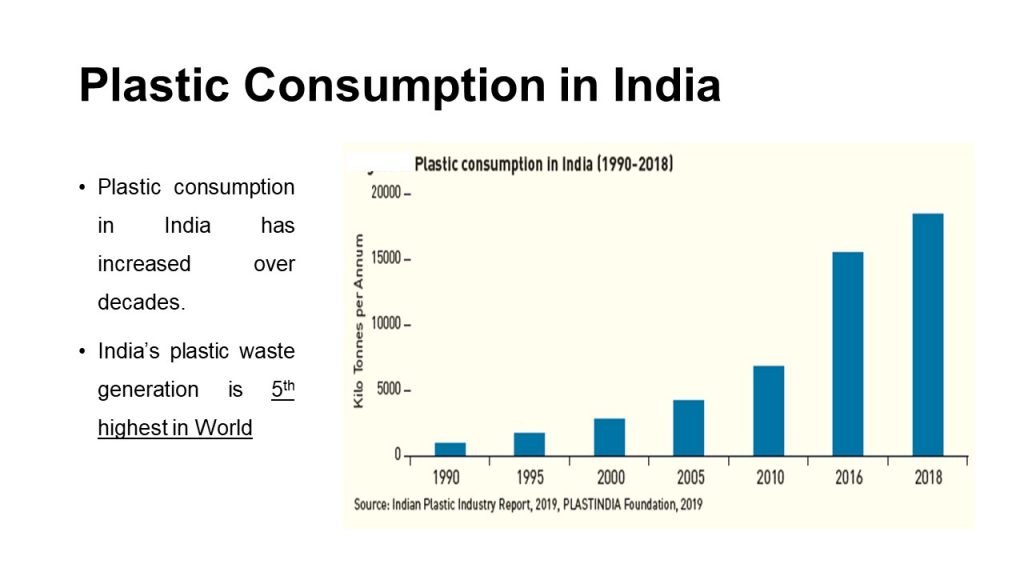 Plastic Consumption in India
• Plastic consumption
in India has
increased over
decades.
• India's plastic waste
generation is 5th
highest in World
Plastic consumption in India (1990-2018)
Kilo Tonnes per Annum
20000
15000
10000
5000
0
1990 1995 2000 2005 2010 2016 2018
Source: Indian Plastic Industry Report, 2019, PLASTINDIA Foundation, 2019